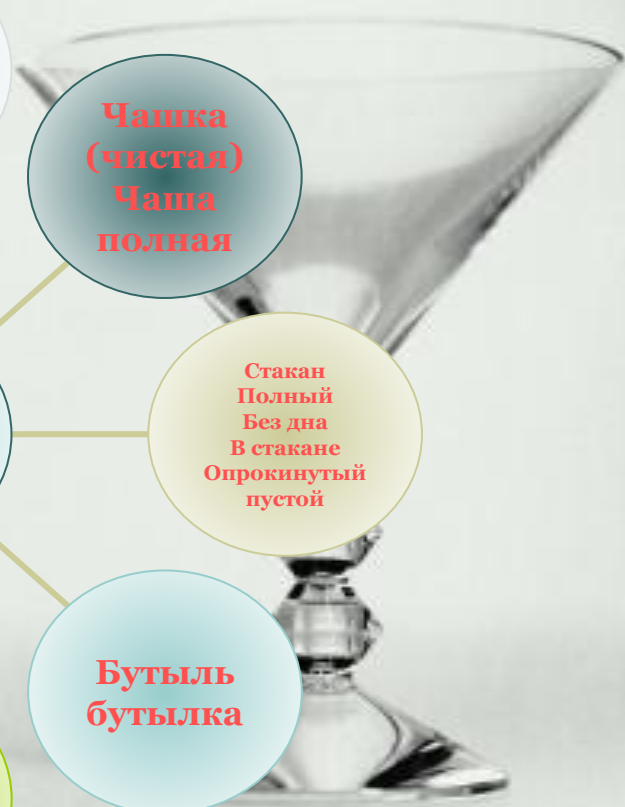 Чашка
(чистая)
Чаша
полная
Стакан
Полный
Без дна
В стакане
Опрокинутый
пустой
Бутыль
бутылка